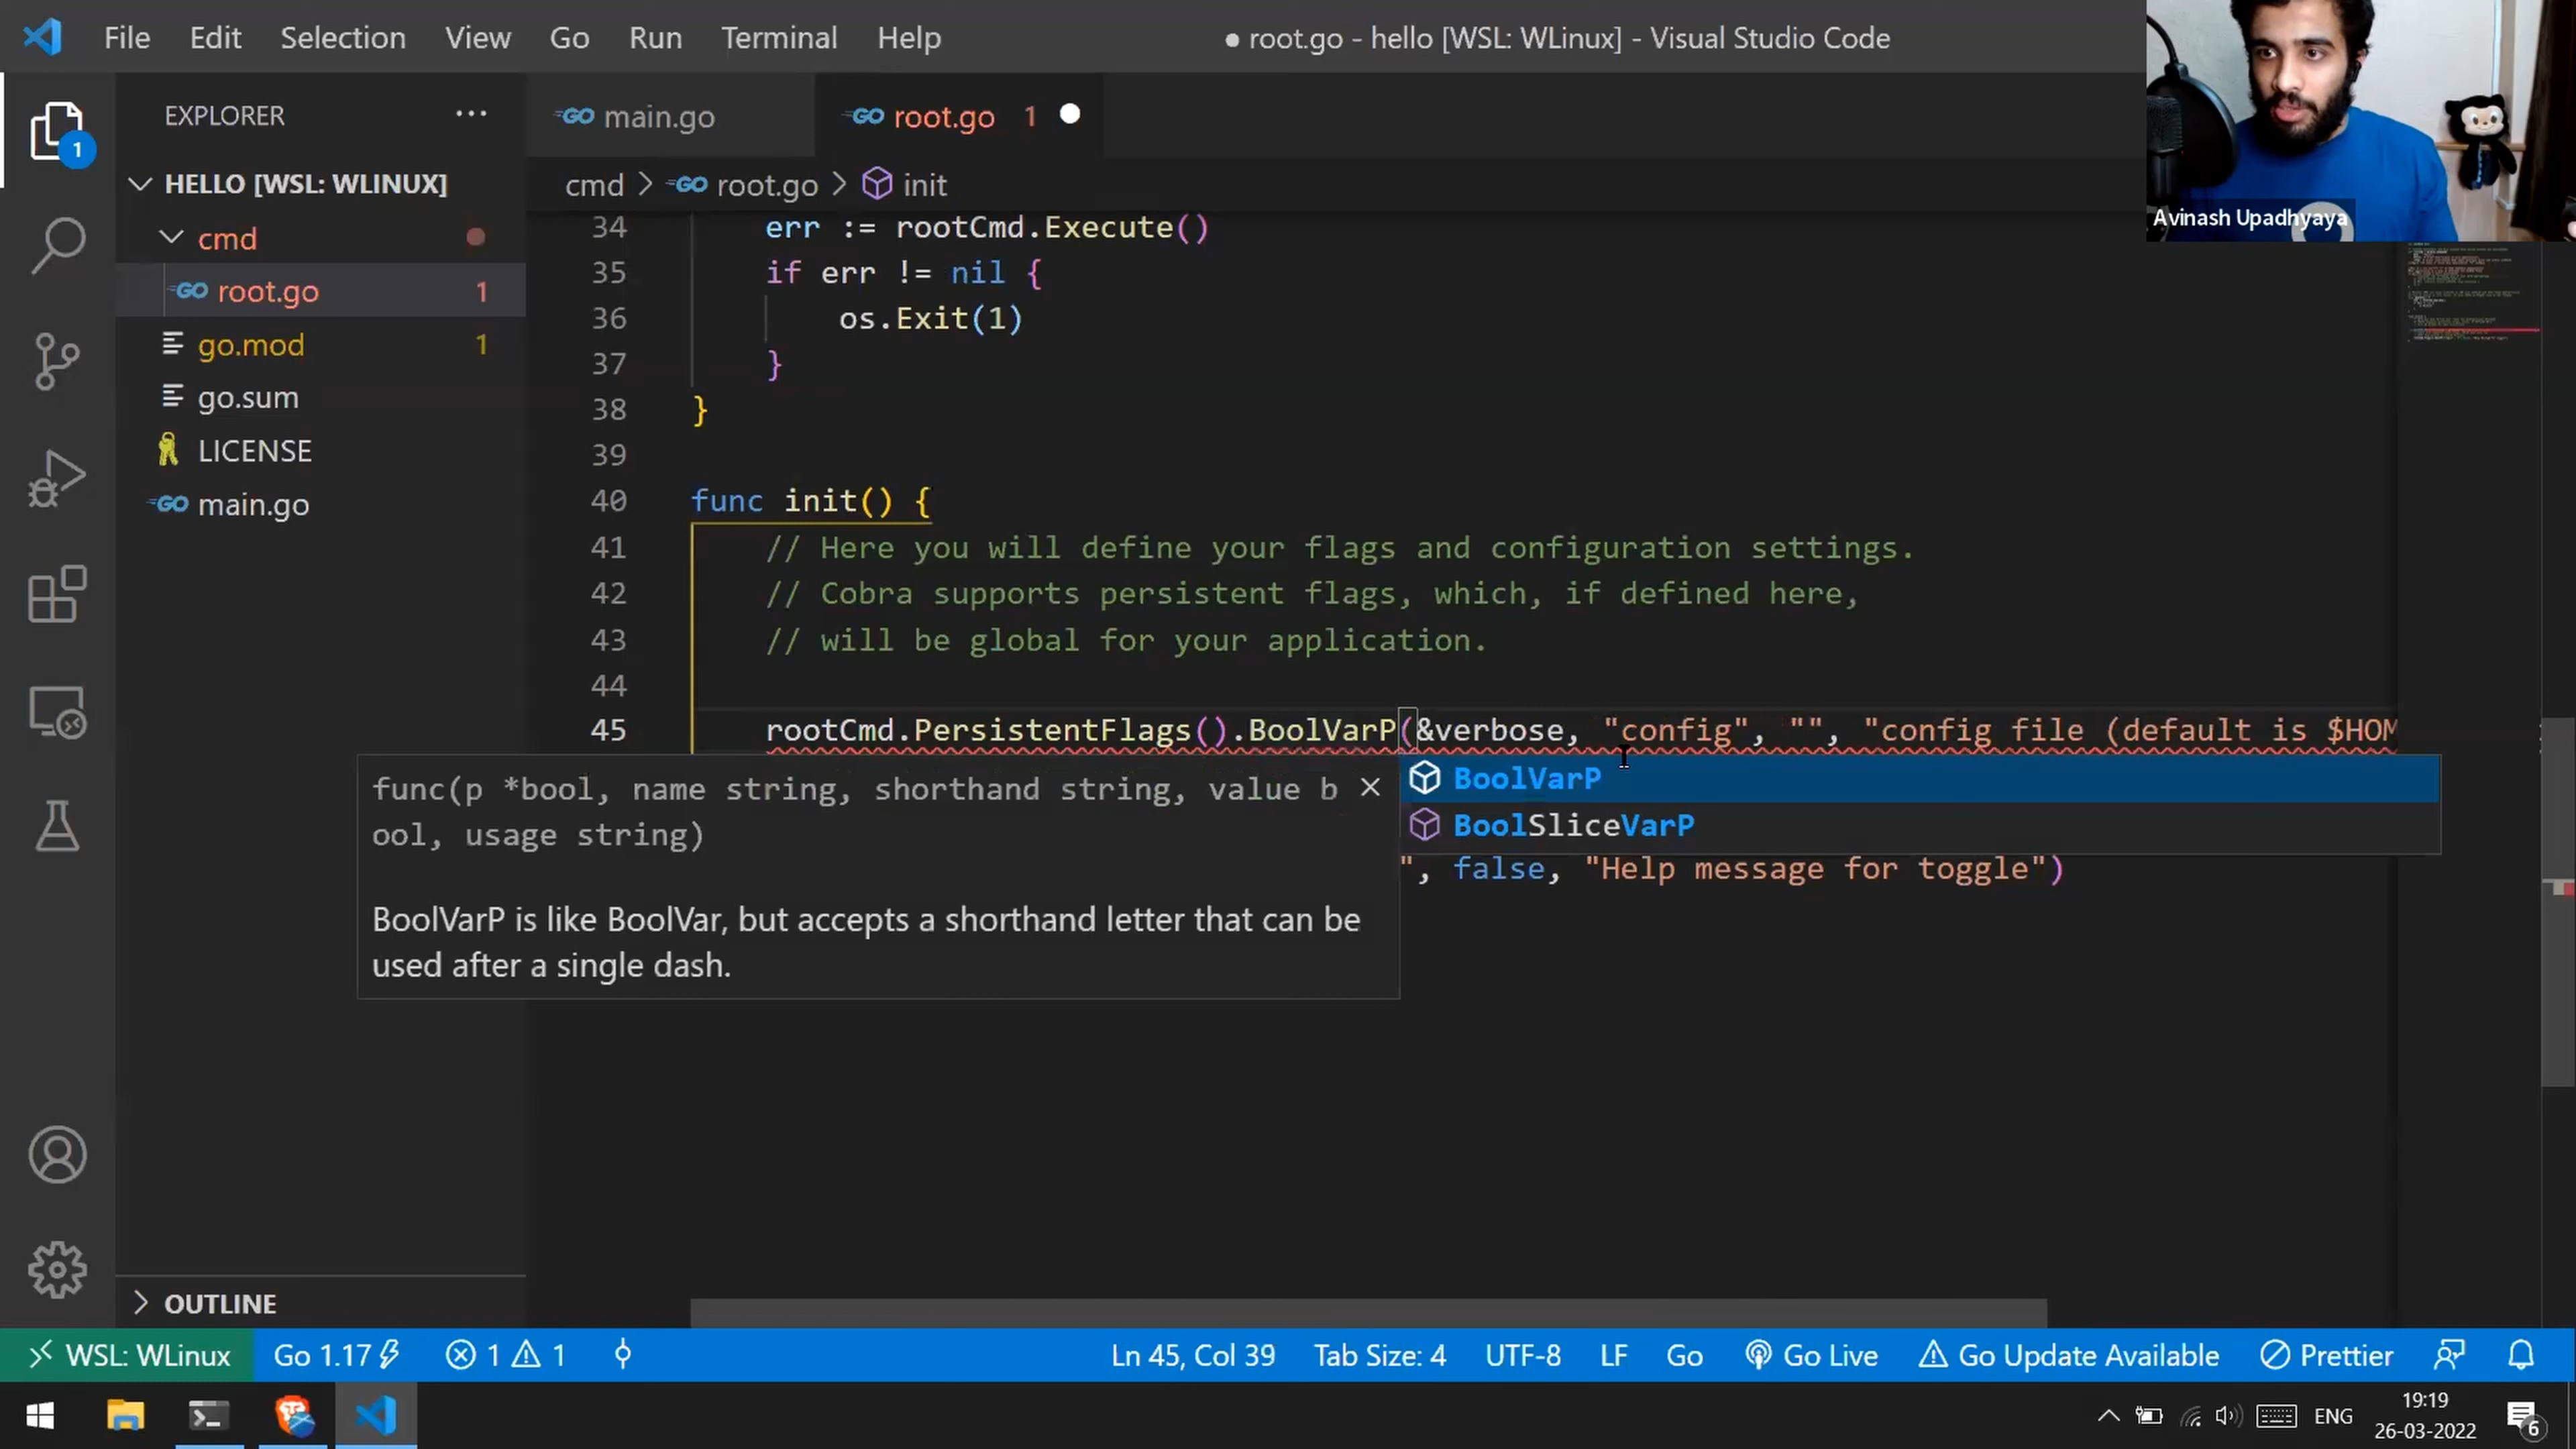 File Edit Selection View Go Run Terminal Help
● root.go - hello [WSL: WLinux] - Visual Studio Code
Avinash Upadhyaya
EXPLORER ...
1
HELLO [WSL: WLINUX]
cmd
root.go 1
go.mod 1
go.sum
LICENSE
main.go
OUTLINE
main.go
root.go 1
cmd > root.go > init
34 err := rootCmd.Execute()
35 if err != nil {
36 os.Exit(1)
37 }
38 }
39
40 func init() {
41 // Here you will define your flags and configuration settings.
42 // Cobra supports persistent flags, which, if defined here,
43 // will be global for your application.
44
45 rootCmd.PersistentFlags().BoolVarP(&verbose, "config", "", "config file (default is $HOM
BoolVarP
BoolSliceVarP
func(p *bool, name string, shorthand string, value b
ool, usage string)
BoolVarP is like BoolVar, but accepts a shorthand letter that can be
used after a single dash.
", false, "Help message for toggle")
WSL: WLinux Go 1.17 1 1 Ln 45, Col 39 Tab Size: 4 UTF-8 LF Go Go Live Go Update Available Prettier
ENG 19:19
26-03-2022
6